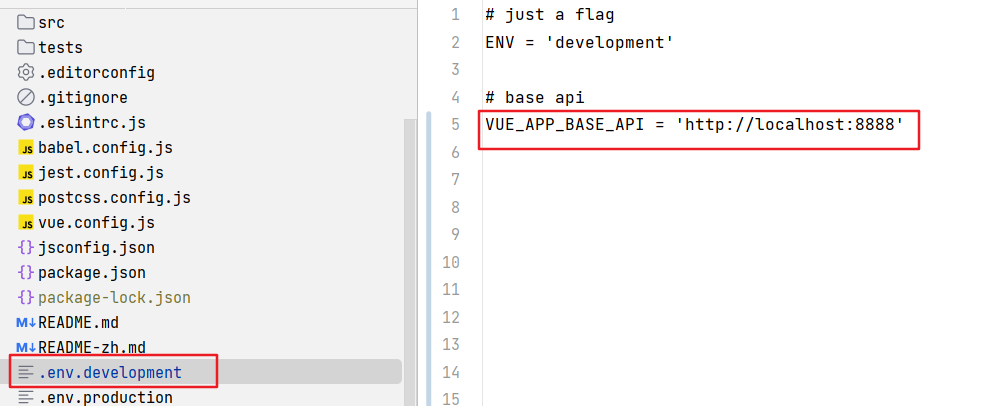 src
tests
.editorconfig
.gitignore
.eslintrc.js
JS babel.config.js
JS jest.config.js
JS postcss.config.js
JS vue.config.js
{} jsconfig.json
{} package.json
{} package-lock.json
M↓ README.md
M↓ README-zh.md
.env.development
.env.production
1 # just a flag
2 ENV = 'development'
3
4 # base api
5 VUE_APP_BASE_API = 'http://localhost:8888'
6
7
8
9
10
11
12
13
14
15